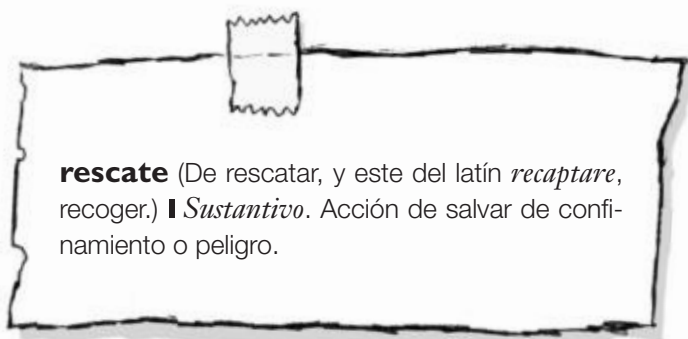 rescate (De rescatar, y este del latín recaptare,
recoger.) ❙ Sustantivo. Acción de salvar de confi-
namiento o peligro.